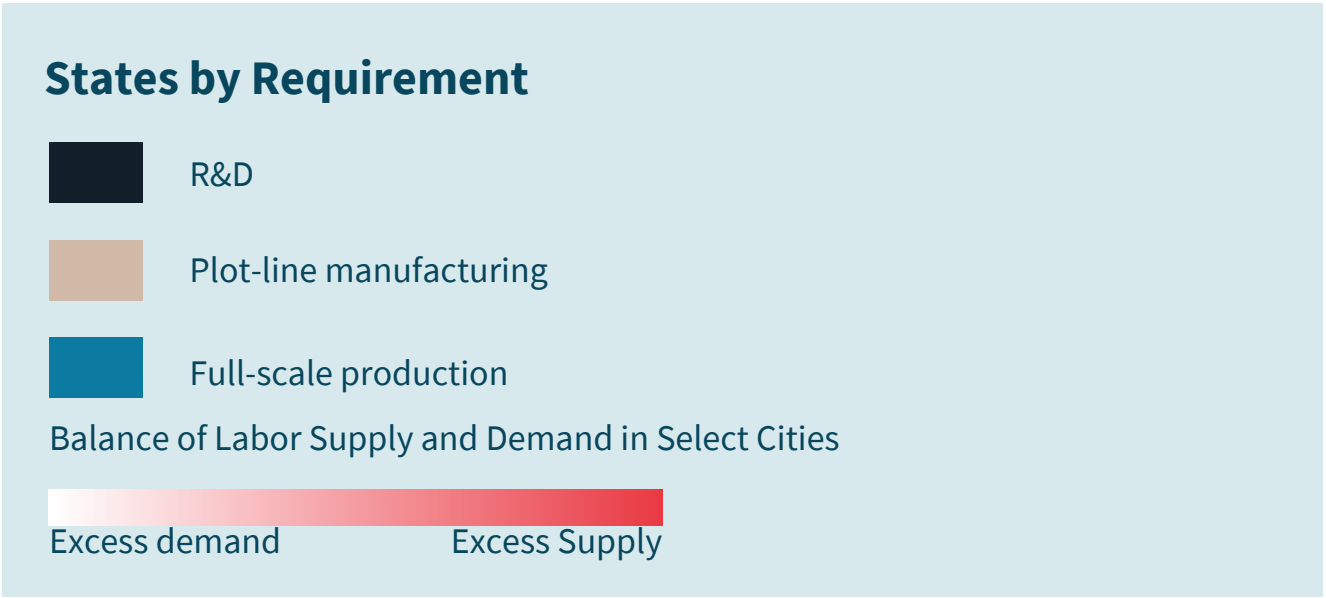 States by Requirement
R&D
Plot-line manufacturing
Full-scale production
Balance of Labor Supply and Demand in Select Cities
Excess demand Excess Supply